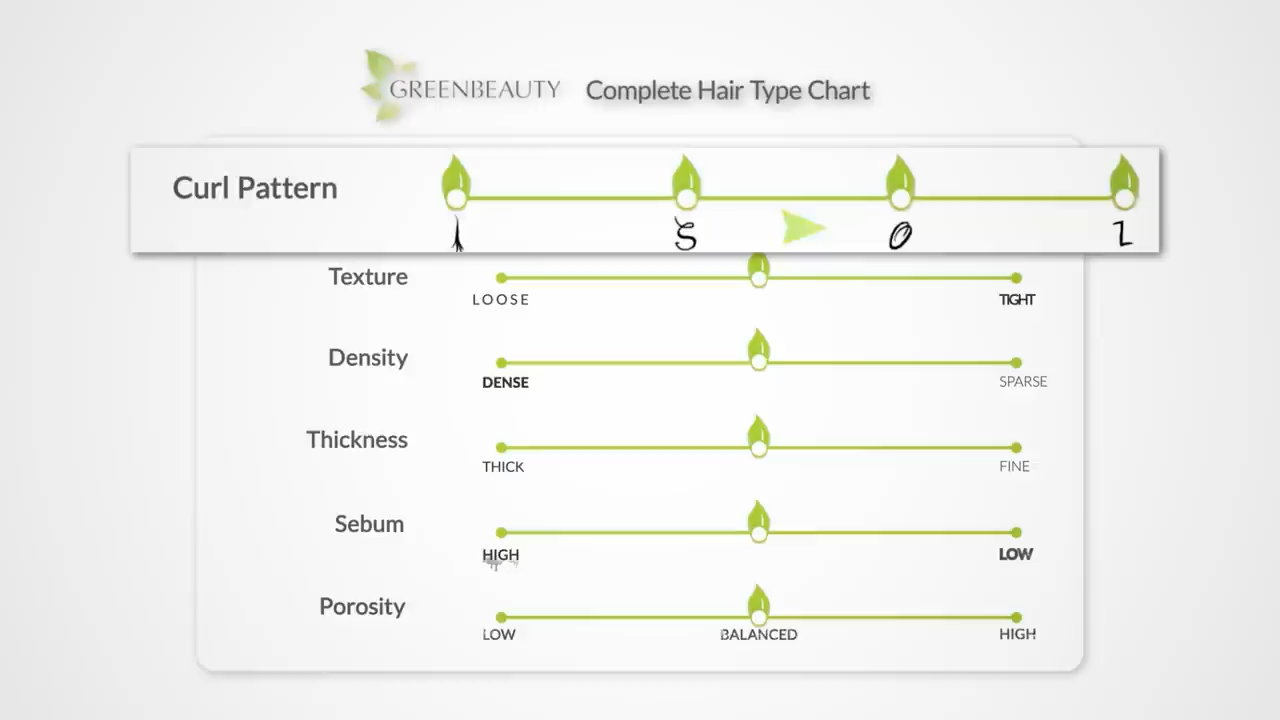 GREENBEAUTY Complete Hair Type Chart
Curl Pattern
I S O Z
Texture
LOOSE TIGHT
Density
DENSE SPARSE
Thickness
THICK FINE
Sebum
HIGH LOW
Porosity
LOW BALANCED HIGH